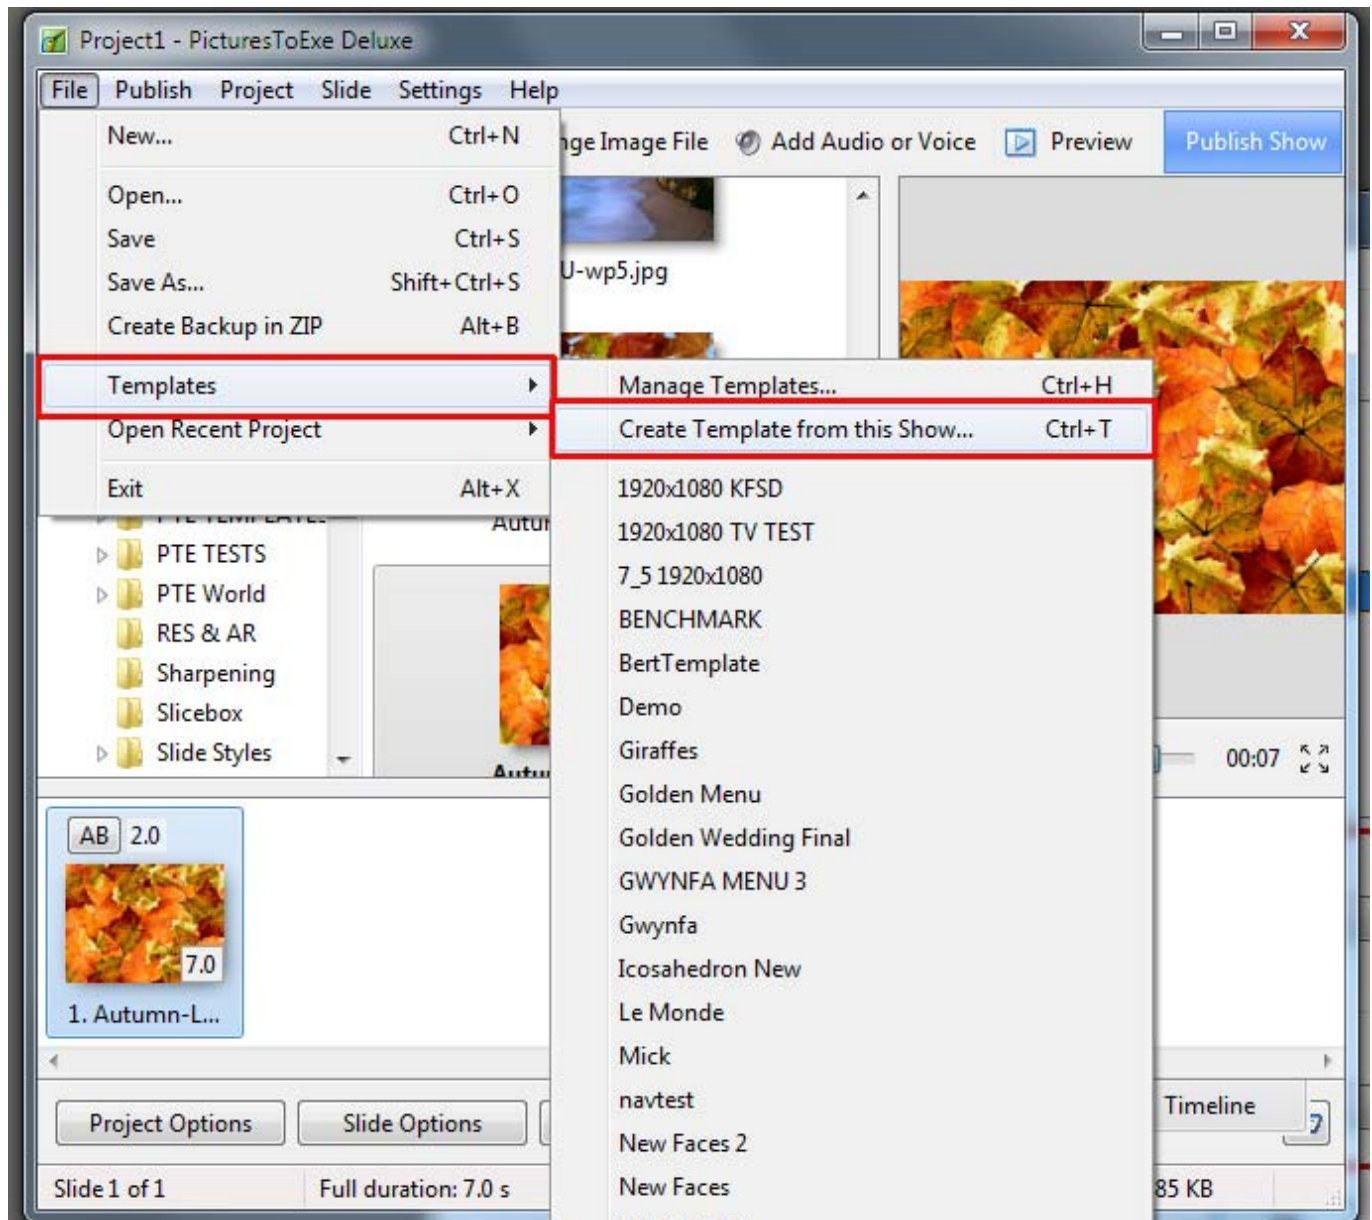 Project1 - PicturesToExe Deluxe
File Publish Project Slide Settings Help
New... Ctrl+N
Image File Add Audio or Voice Preview Publish Show
Open... Ctrl+O
Save Ctrl+S
Save As... Shift+Ctrl+S
U-wp5.jpg
Create Backup in ZIP Alt+B
Templates
Manage Templates... Ctrl+H
Open Recent Project
Create Template from this Show... Ctrl+T
Exit Alt+X
1920x1080 KFSD
1920x1080 TV TEST
7_5 1920x1080
BENCHMARK
BertTemplate
Demo
Giraffes
Golden Menu
Golden Wedding Final
GWYNFA MENU 3
Gwynfa
Icosahedron New
Le Monde
Mick
navtest
New Faces 2
New Faces
PTE TESTS
PTE World
RES & AR
Sharpening
Slicebox
Slide Styles
00:07
AB 2.0
7.0
1. Autumn-L...
Project Options Slide Options
Timeline
Slide 1 of 1 Full duration: 7.0 s
85 KB